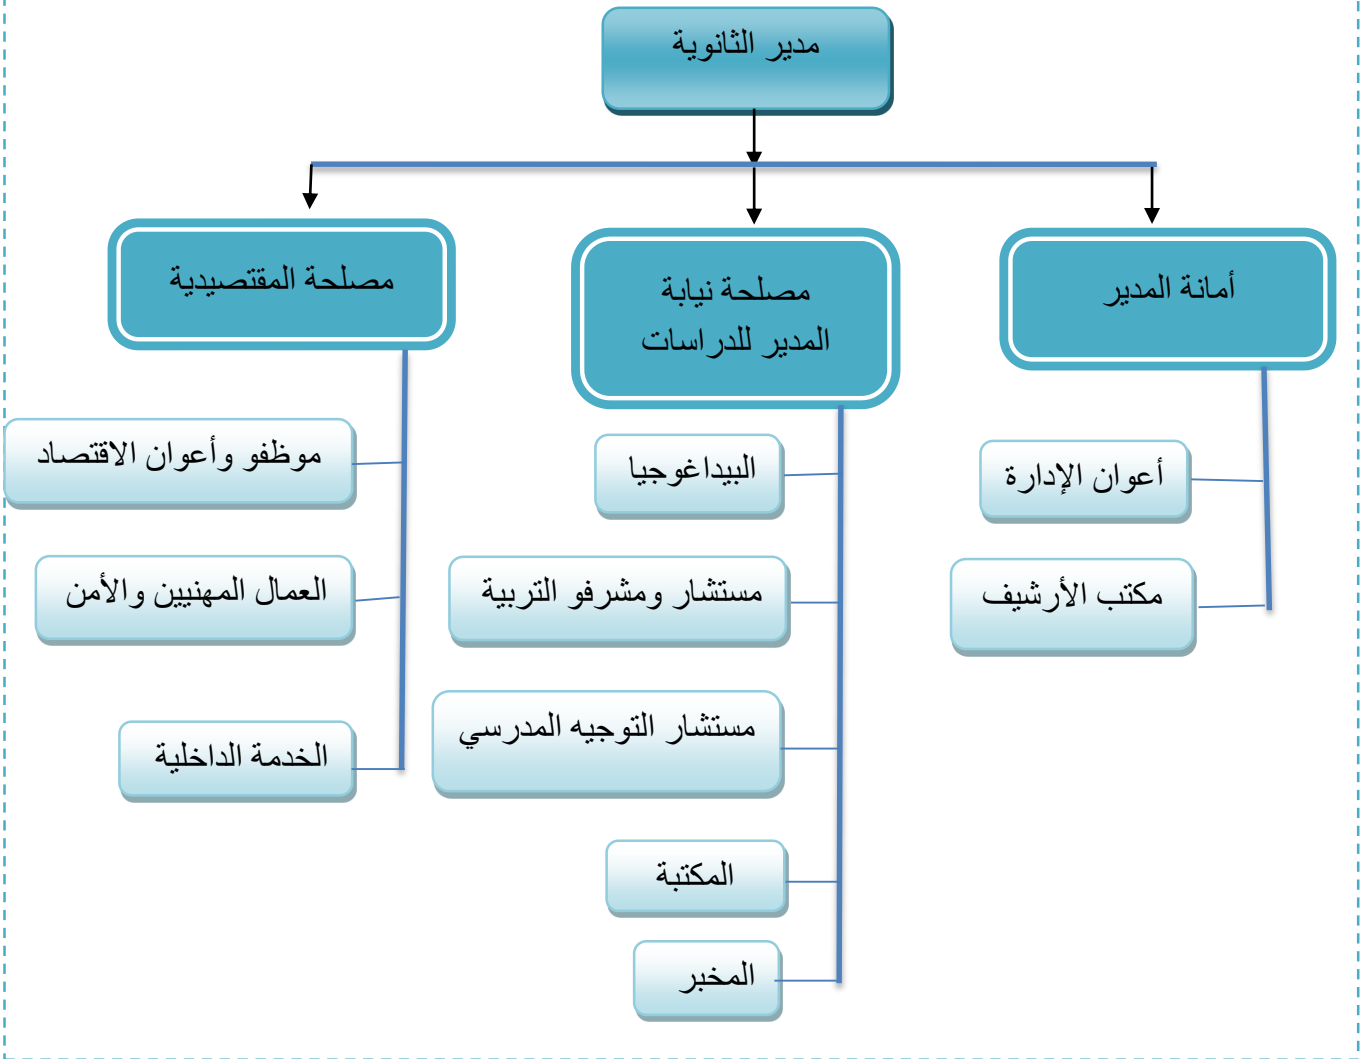 مدير الثانوية
أمانة المدير
أعوان الإدارة
مكتب الأرشيف
مصلحة نيابة
المدير للدراسات
البيداغوجيا
مستشار ومشرفو التربية
مستشار التوجيه المدرسي
المكتبة
المخبر
مصلحة المقتصيدية
موظفو وأعوان الاقتصاد
العمال المهنيين والأمن
الخدمة الداخلية